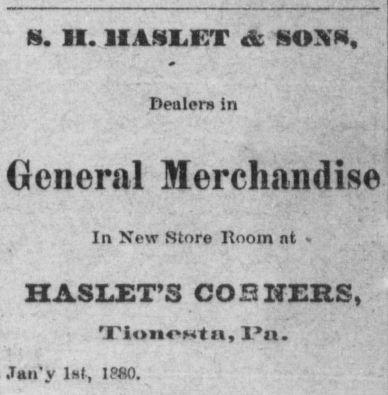 S. H. HASLET & SONS,
Dealers in
General Merchandise
In New Store Room at
HASLET'S CORNERS,
Tionesta, Pa.
Jan'y 1st, 1880.